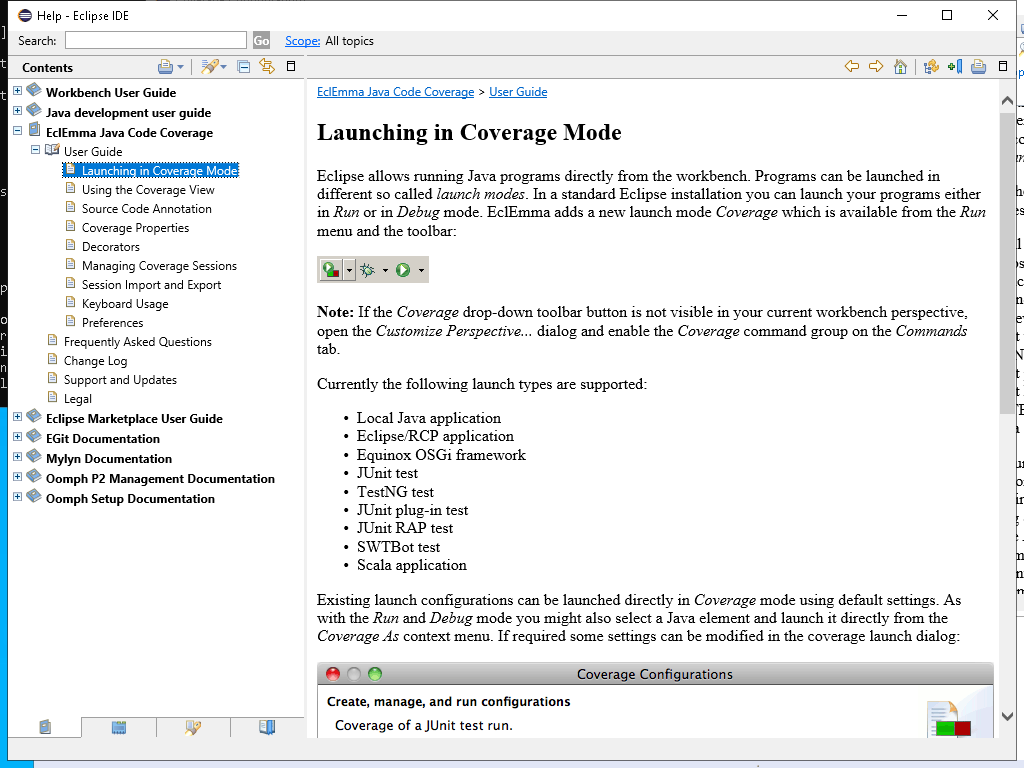 Help - Eclipse IDE
Search:
Go
Scope: All topics
Contents
Workbench User Guide
Java development user guide
EclEmma Java Code Coverage
User Guide
Launching in Coverage Mode
Using the Coverage View
Source Code Annotation
Coverage Properties
Decorators
Managing Coverage Sessions
Session Import and Export
Keyboard Usage
Preferences
Frequently Asked Questions
Change Log
Support and Updates
Legal
Eclipse Marketplace User Guide
EGit Documentation
Mylyn Documentation
Oomph P2 Management Documentation
Oomph Setup Documentation
EclEmma Java Code Coverage > User Guide
Launching in Coverage Mode
Eclipse allows running Java programs directly from the workbench. Programs can be launched in
different so called launch modes. In a standard Eclipse installation you can launch your programs either
in Run or in Debug mode. EclEmma adds a new launch mode Coverage which is available from the Run
menu and the toolbar:
Note: If the Coverage drop-down toolbar button is not visible in your current workbench perspective,
open the Customize Perspective... dialog and enable the Coverage command group on the Commands
tab.
Currently the following launch types are supported:
• Local Java application
• Eclipse/RCP application
• Equinox OSGi framework
• JUnit test
• TestNG test
• JUnit plug-in test
• JUnit RAP test
• SWTBot test
• Scala application
Existing launch configurations can be launched directly in Coverage mode using default settings. As
with the Run and Debug mode you might also select a Java element and launch it directly from the
Coverage As context menu. If required some settings can be modified in the coverage launch dialog:
Coverage Configurations
Create, manage, and run configurations
Coverage of a JUnit test run.